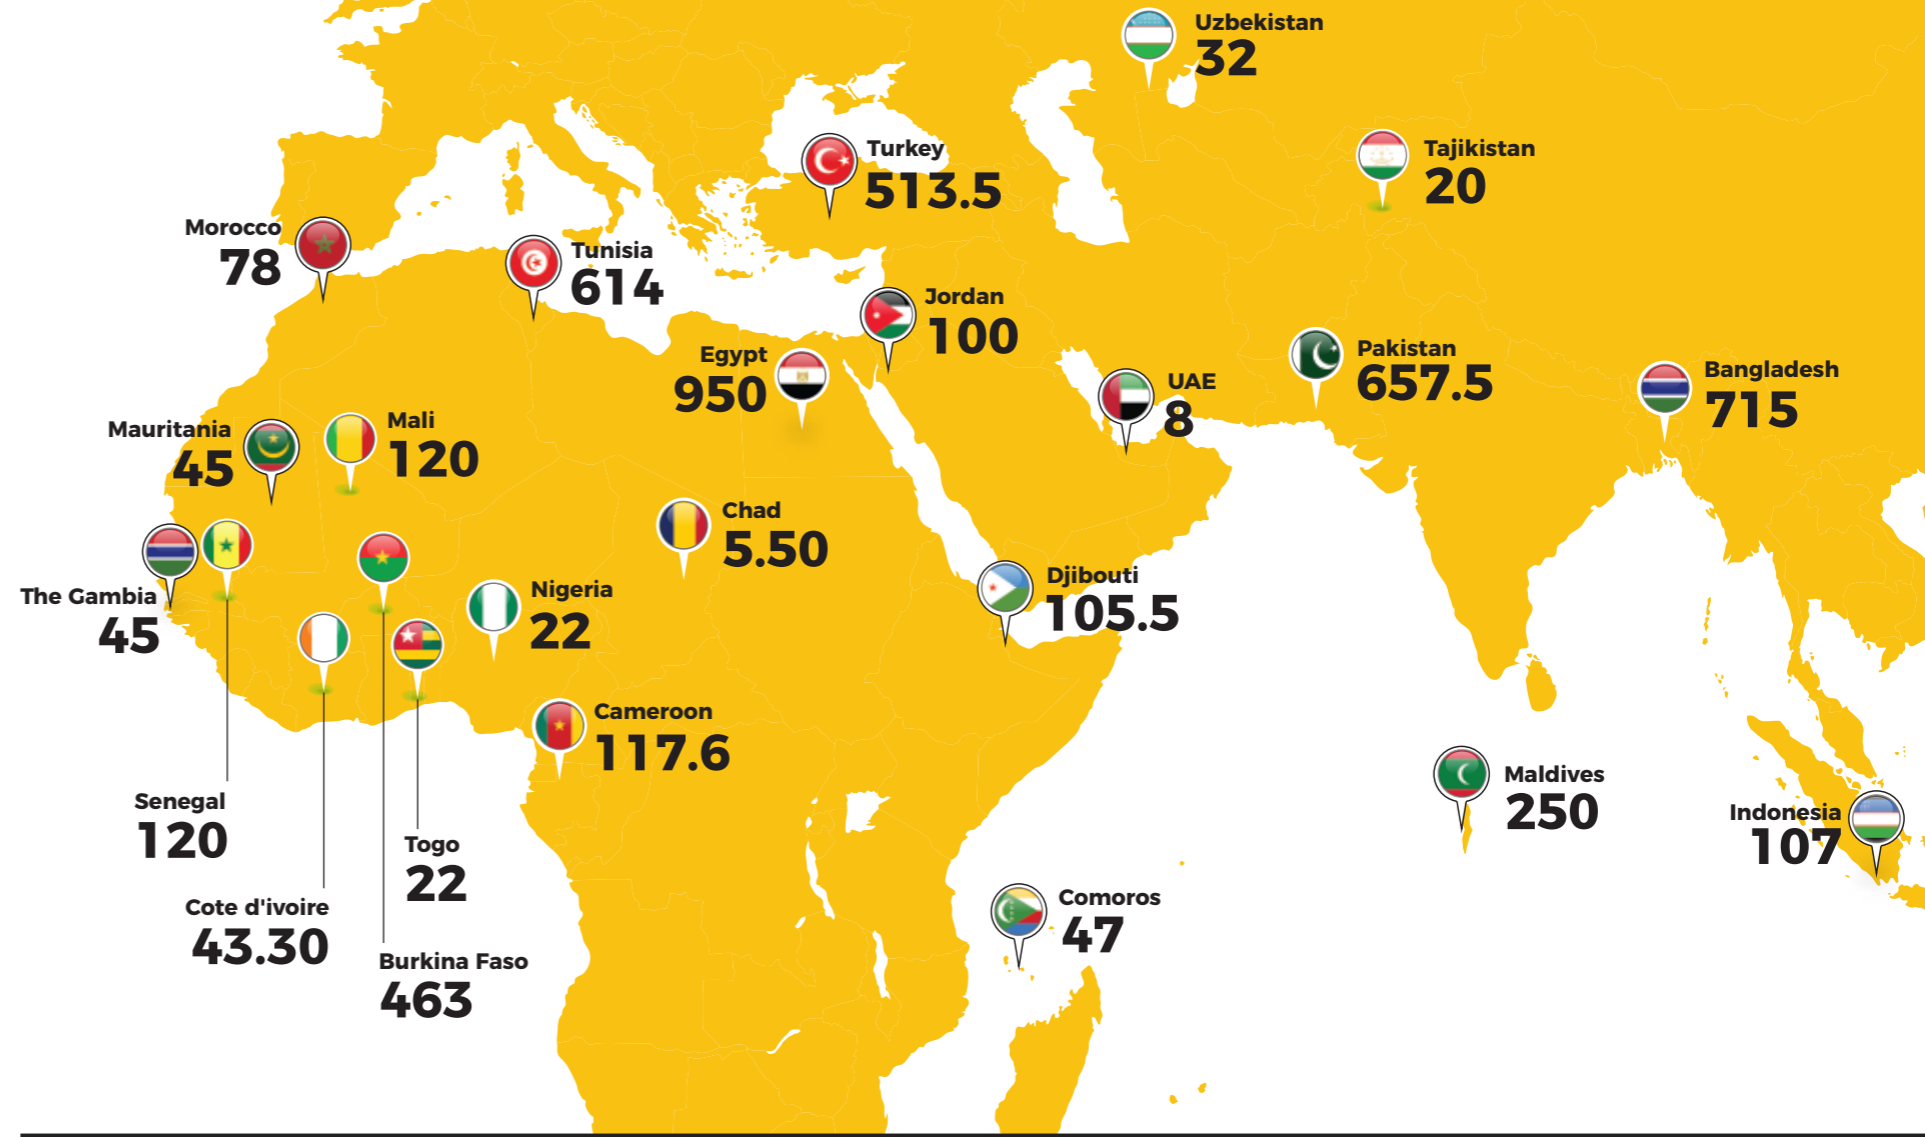 Uzbekistan
32
Turkey
513.5
Tajikistan
20
Morocco
78
Tunisia
614
Jordan
100
Egypt
950
UAE
8
Pakistan
657.5
Bangladesh
715
Mauritania
45
Mali
120
Chad
5.50
The Gambia
45
Nigeria
22
Djibouti
105.5
Cameroon
117.6
Senegal
120
Togo
22
Maldives
250
Indonesia
107
Cote d'ivoire
43.30
Comoros
47
Burkina Faso
463